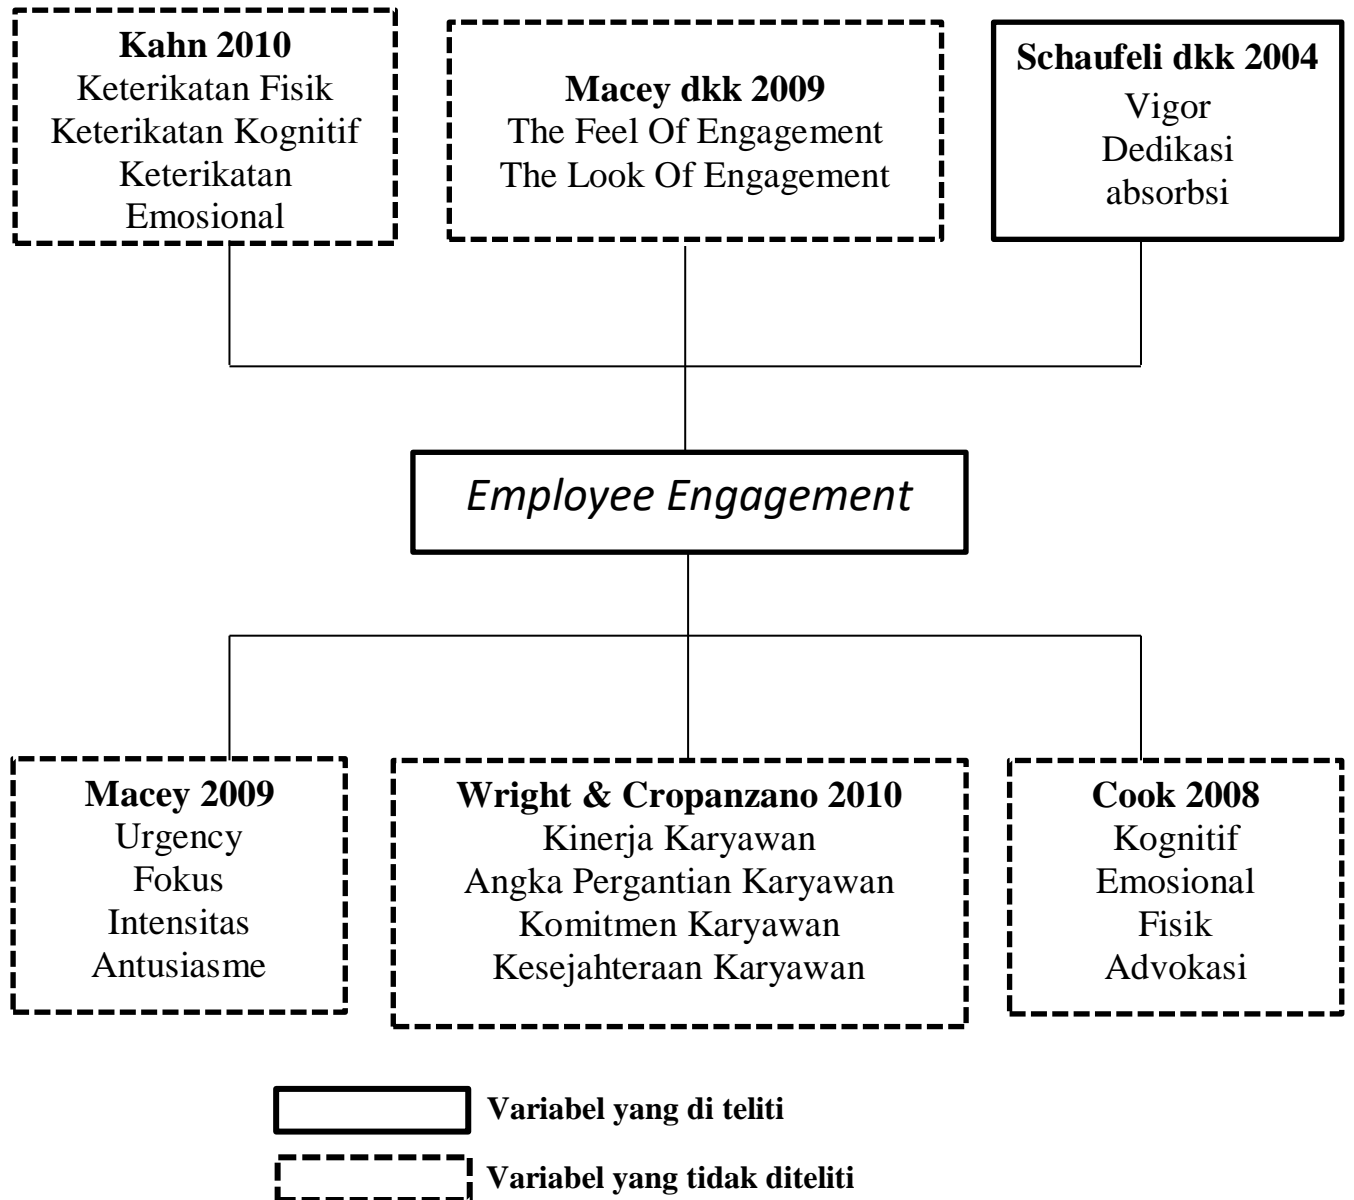 Kahn 2010
Keterikatan Fisik
Keterikatan Kognitif
Keterikatan
Emosional
Macey dkk 2009
The Feel Of Engagement
The Look Of Engagement
Schaufeli dkk 2004
Vigor
Dedikasi
absorbsi
Employee Engagement
Macey 2009
Urgency
Fokus
Intensitas
Antusiasme
Wright & Cropanzano 2010
Kinerja Karyawan
Angka Pergantian Karyawan
Komitmen Karyawan
Kesejahteraan Karyawan
Cook 2008
Kognitif
Emosional
Fisik
Advokasi
Variabel yang di teliti
Variabel yang tidak diteliti